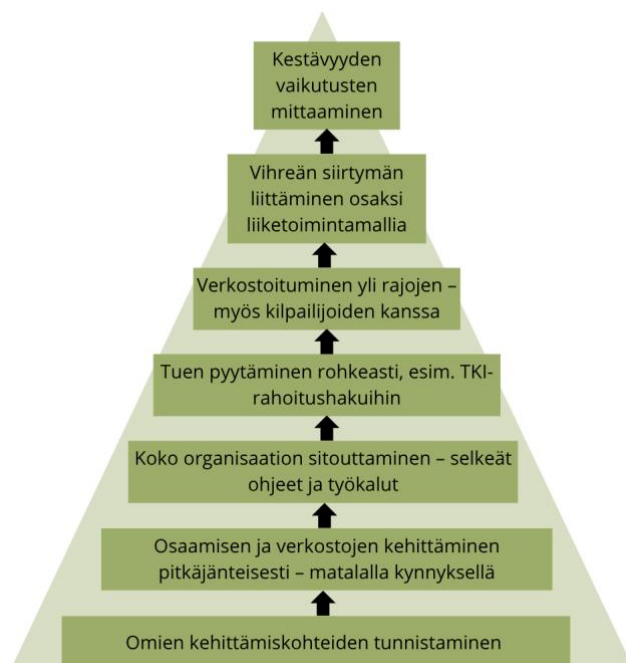 Kestävyyden
vaikutusten
mittaaminen
Vihreän siirtymän
liittäminen osaksi
liiketoimintamallia
Verkostoituminen yli rajojen –
myös kilpailijoiden kanssa
Tuen pyytäminen rohkeasti, esim. TKI-
rahoitushakuihin
Koko organisaation sitouttaminen – selkeät
ohjeet ja työkalut
Osaamisen ja verkostojen kehittäminen
pitkäjänteisesti – matalalla kynnyksellä
Omien kehittämiskohteiden tunnistaminen